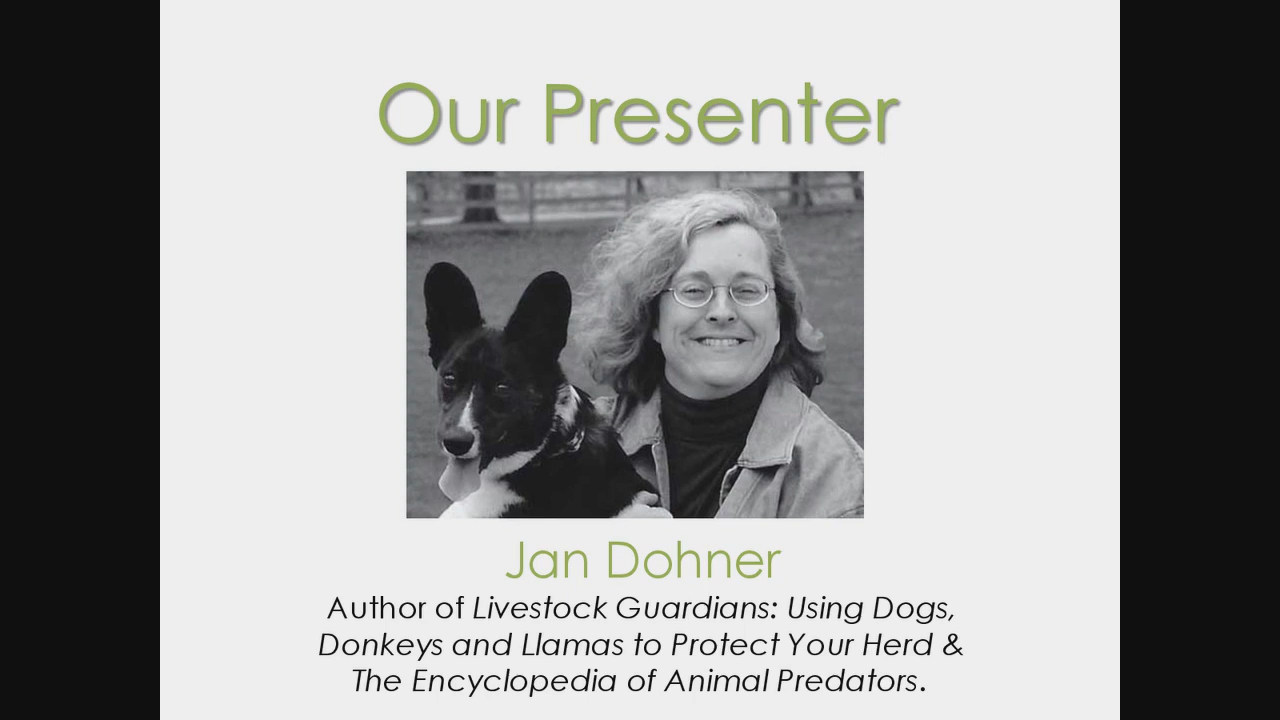 Our Presenter
Jan Dohner
Author of Livestock Guardians: Using Dogs,
Donkeys and Llamas to Protect Your Herd &
The Encyclopedia of Animal Predators.